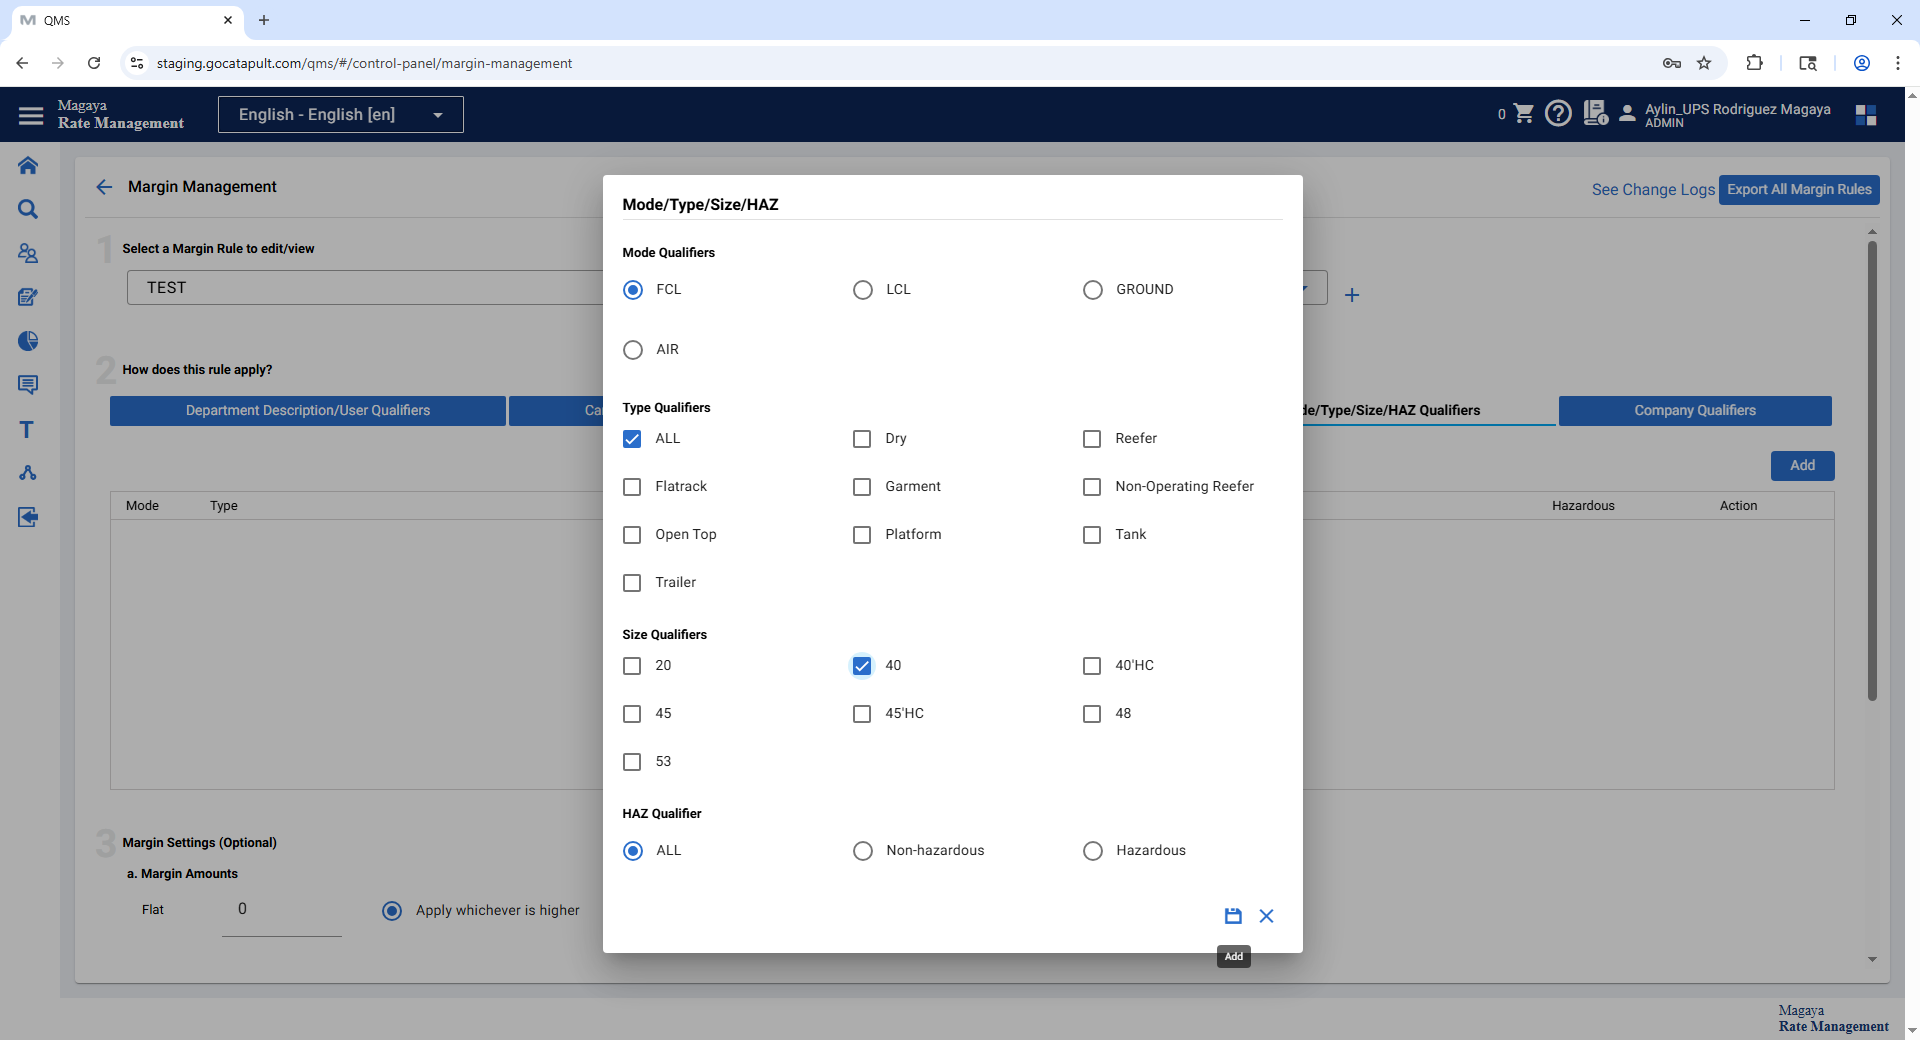 QMS
staging.gocatapult.com/qms/#/control-panel/margin-management
Magaya
Rate Management
English - English [en]
0
Aylin_UPS Rodriguez Magaya
ADMIN
Margin Management
See Change Logs
Export All Margin Rules
1
Select a Margin Rule to edit/view
TEST
2
How does this rule apply?
Department Description/User Qualifiers
Ca
de/Type/Size/HAZ Qualifiers
Company Qualifiers
Add
Mode
Type
Hazardous
Action
3
Margin Settings (Optional)
a. Margin Amounts
Flat
0
Apply whichever is higher
Mode/Type/Size/HAZ
Mode Qualifiers
FCL
LCL
GROUND
AIR
Type Qualifiers
ALL
Dry
Reefer
Flatrack
Garment
Non-Operating Reefer
Open Top
Platform
Tank
Trailer
Size Qualifiers
20
40
40'HC
45
45'HC
48
53
HAZ Qualifier
ALL
Non-hazardous
Hazardous
Add
Magaya
Rate Management